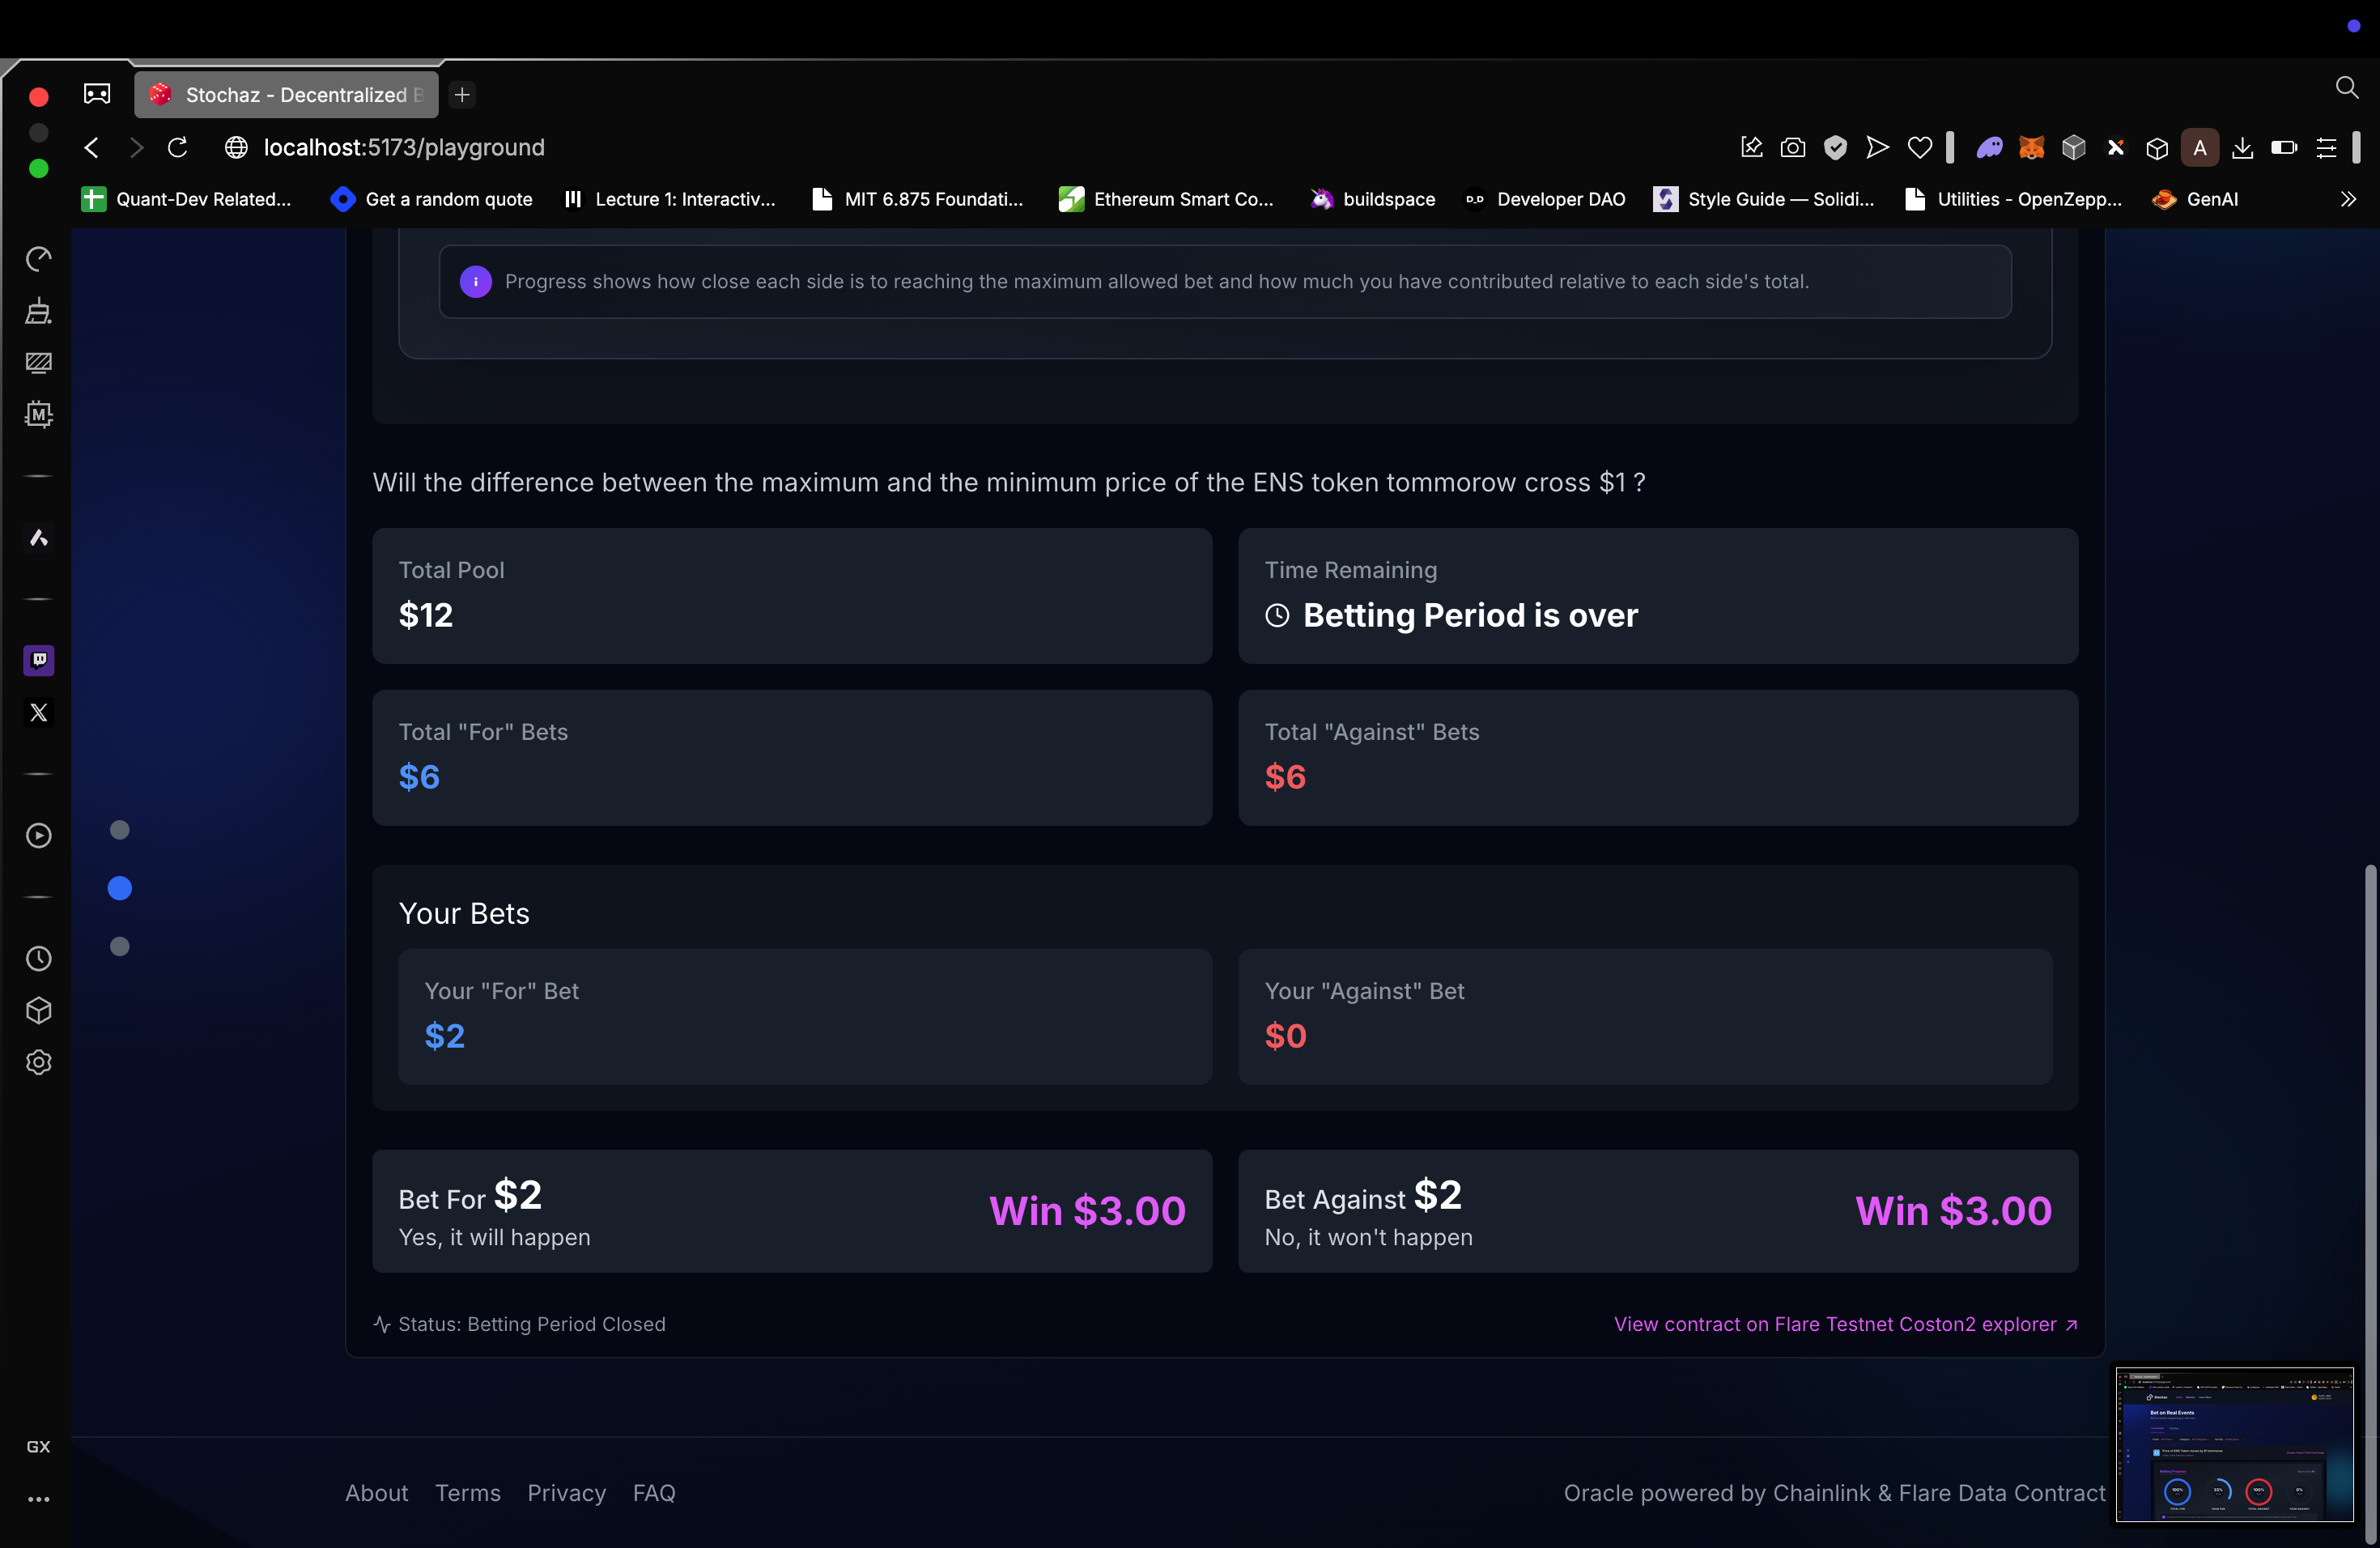 Stochaz - Decentralized B
localhost:5173/playground
A
Quant-Dev Related...
Get a random quote
Lecture 1: Interactiv...
MIT 6.875 Foundati...
Ethereum Smart Co...
buildspace
D_D Developer DAO
Style Guide — Solidi...
Utilities - OpenZepp...
GenAI
Progress shows how close each side is to reaching the maximum allowed bet and how much you have contributed relative to each side's total.
M
Will the difference between the maximum and the minimum price of the ENS token tommorow cross $1 ?
Total Pool
$12
Time Remaining
Betting Period is over
Total "For" Bets
$6
Total "Against" Bets
$6
Your Bets
Your "For" Bet
$2
Your "Against" Bet
$0
Bet For $2
Yes, it will happen
Win $3.00
Bet Against $2
No, it won't happen
Win $3.00
Status: Betting Period Closed
View contract on Flare Testnet Coston2 explorer
GX
About
Terms
Privacy
FAQ
Oracle powered by Chainlink & Flare Data Contract
Bet on Real Events